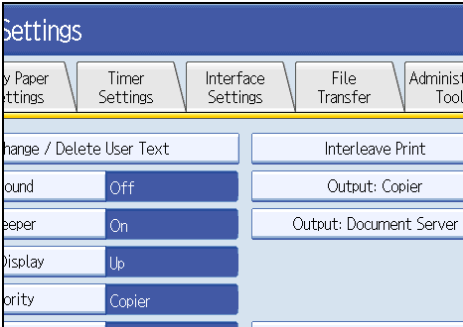 Settings
y Paper
ettings
Timer
Settings
Interface
Settings
File
Transfer
Administ
Tool
hange / Delete User Text
Interleave Print
ound
Off
Output: Copier
eeper
On
Output: Document Server
Display
Up
ority
Copier